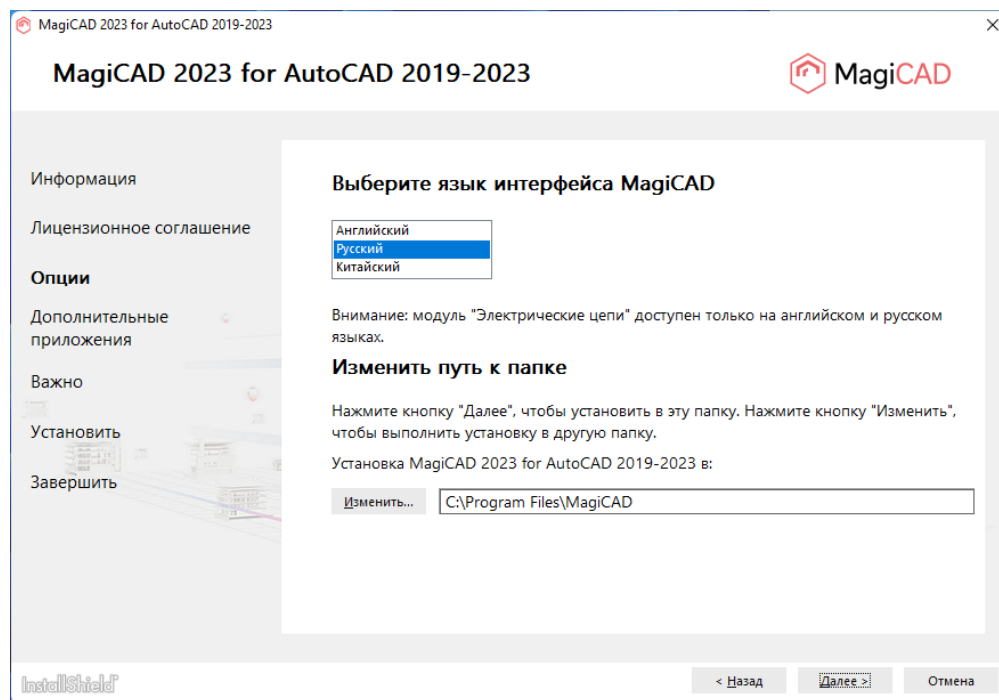 MagiCAD 2023 for AutoCAD 2019-2023
MagiCAD 2023 for AutoCAD 2019-2023
MagiCAD
Информация
Лицензионное соглашение
Опции
Дополнительные
приложения
Важно
Установить
Завершить
Выберите язык интерфейса MagiCAD
Английский
Русский
Китайский
Внимание: модуль "Электрические цепи" доступен только на английском и русском
языках.
Изменить путь к папке
Нажмите кнопку "Далее", чтобы установить в эту папку. Нажмите кнопку "Изменить",
чтобы выполнить установку в другую папку.
Установка MagiCAD 2023 for AutoCAD 2019-2023 в:
Изменить... C:\Program Files\MagiCAD
InstallShield
< Назад Далее > Отмена